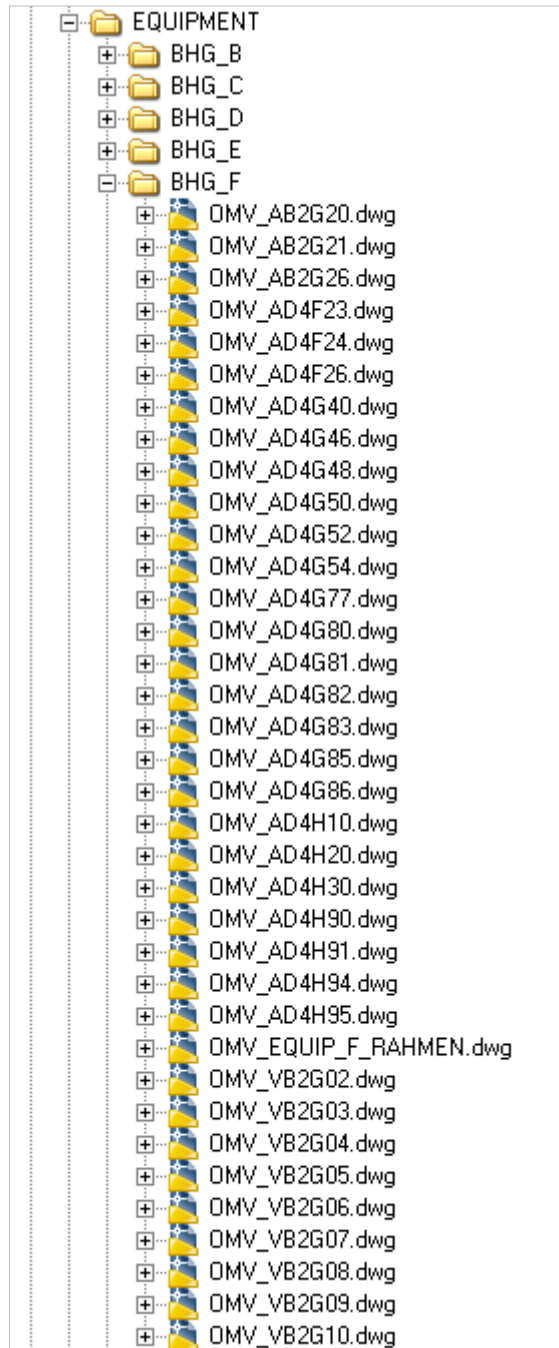 EQUIPMENT
BHG_B
BHG_C
BHG_D
BHG_E
BHG_F
OMV_AB2G20.dwg
OMV_AB2G21.dwg
OMV_AB2G26.dwg
OMV_AD4F23.dwg
OMV_AD4F24.dwg
OMV_AD4F26.dwg
OMV_AD4G40.dwg
OMV_AD4G46.dwg
OMV_AD4G48.dwg
OMV_AD4G50.dwg
OMV_AD4G52.dwg
OMV_AD4G54.dwg
OMV_AD4G77.dwg
OMV_AD4G80.dwg
OMV_AD4G81.dwg
OMV_AD4G82.dwg
OMV_AD4G83.dwg
OMV_AD4G85.dwg
OMV_AD4G86.dwg
OMV_AD4H10.dwg
OMV_AD4H20.dwg
OMV_AD4H30.dwg
OMV_AD4H90.dwg
OMV_AD4H91.dwg
OMV_AD4H94.dwg
OMV_AD4H95.dwg
OMV_EQUIP_F_RAHMEN.dwg
OMV_VB2G02.dwg
OMV_VB2G03.dwg
OMV_VB2G04.dwg
OMV_VB2G05.dwg
OMV_VB2G06.dwg
OMV_VB2G07.dwg
OMV_VB2G08.dwg
OMV_VB2G09.dwg
OMV_VB2G10.dwg